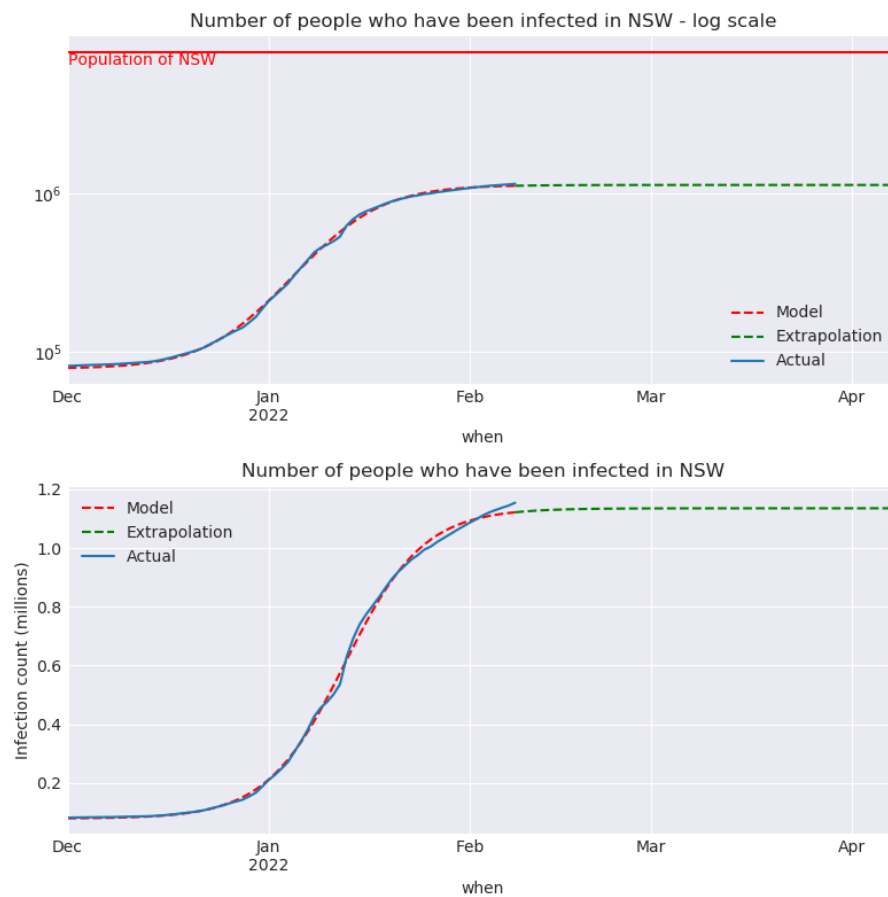 Number of people who have been infected in NSW - log scale
Population of NSW
10⁶
10⁵
Model
Extrapolation
Actual
Dec Jan Feb Mar Apr
2022
when
Number of people who have been infected in NSW
Infection count (millions)
1.2
1.0
0.8
0.6
0.4
0.2
Model
Extrapolation
Actual
Dec Jan Feb Mar Apr
2022
when